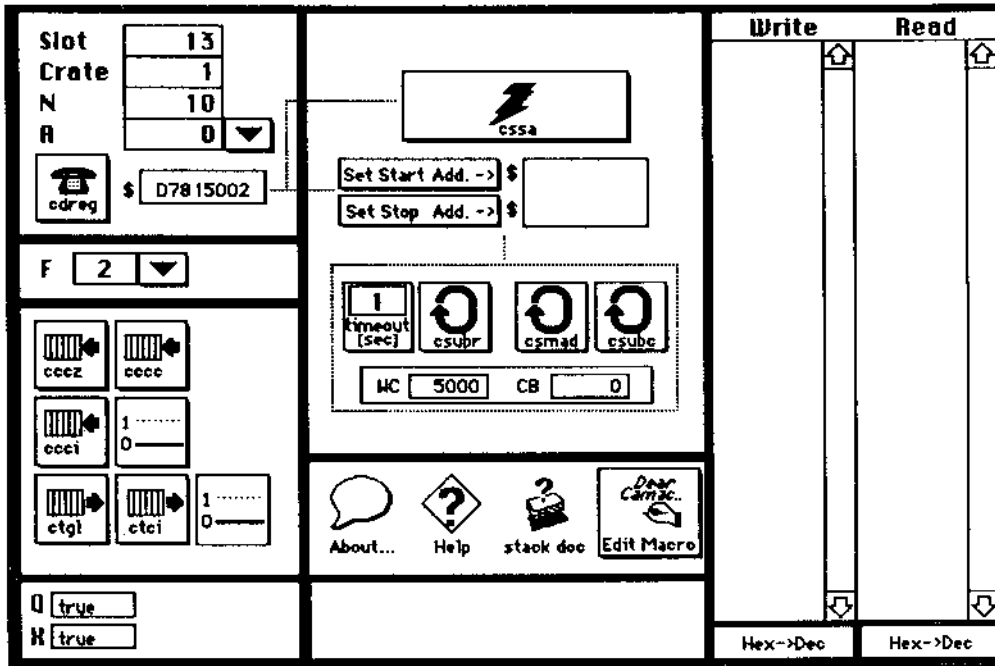 Slot 13
Crate 1
N 10
A 0
cdreg
$ D7815002
F 2
cccz
cccc
ccci
1
0
ctgl
ctci
1
0
Q true
X true
cssa
Set Start Add. -> $
Set Stop Add. -> $
1
timeout
[sec]
csubr
csmad
csubc
WC 5000 CB 0
About...
Help
stack doc
Dear
Camac..
Edit Macro
Write Read
Hex->Dec Hex->Dec